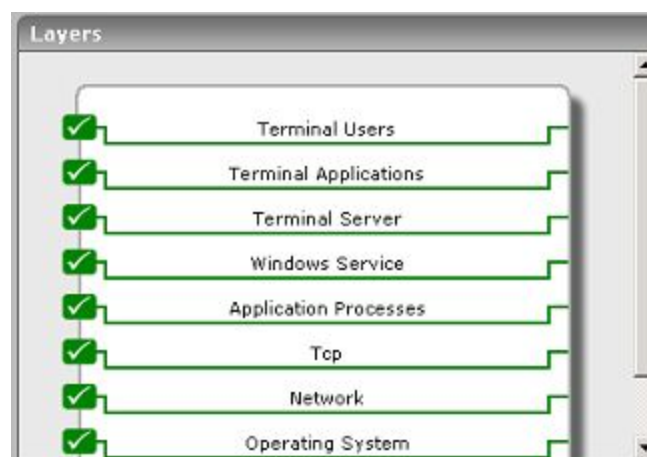 Layers
Terminal Users
Terminal Applications
Terminal Server
Windows Service
Application Processes
Tcp
Network
Operating System